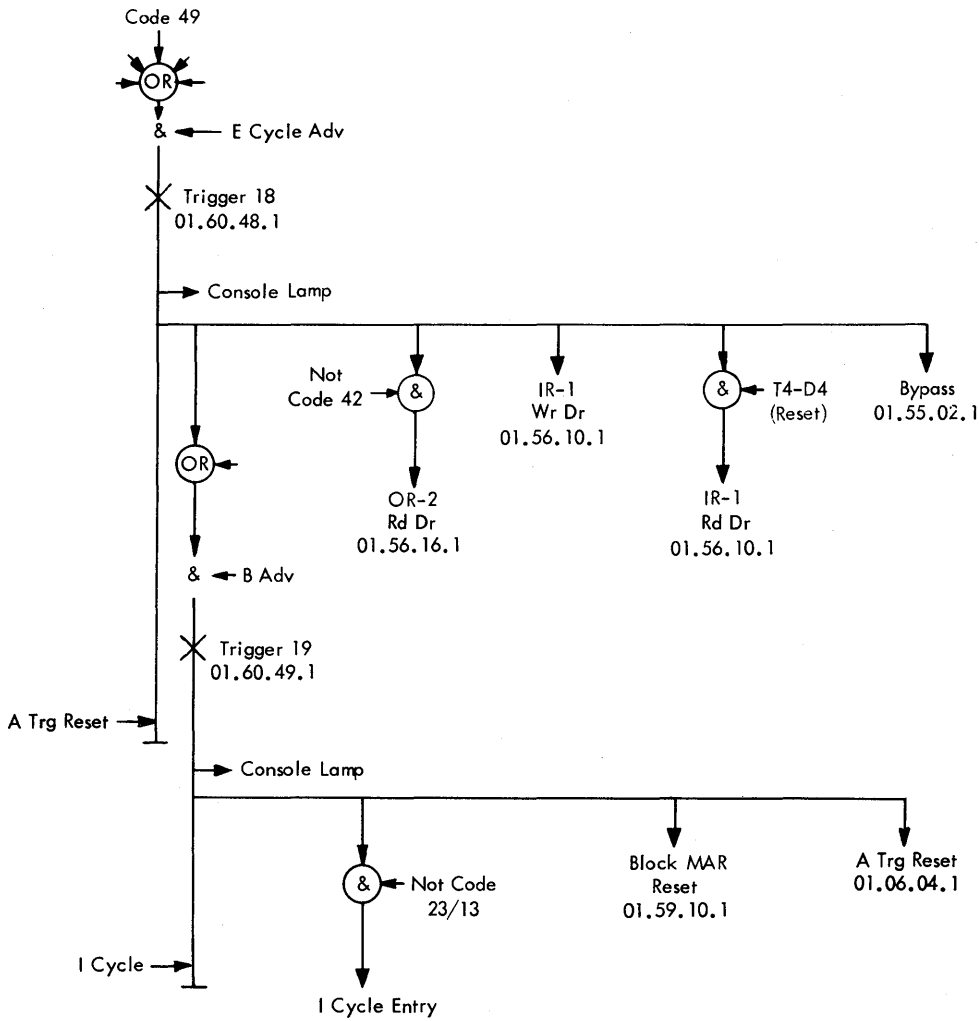 Code 49
OR
& E Cycle Adv
Trigger 18
01.60.48.1
Console Lamp
Not
Code 42
&
IR-1
Wr Dr
01.56.10.1
&
T4-D4
(Reset)
Bypass
01.55.02.1
OR
OR-2
Rd Dr
01.56.16.1
IR-1
Rd Dr
01.56.10.1
& B Adv
Trigger 19
01.60.49.1
A Trg Reset
Console Lamp
&
Not Code
23/13
Block MAR
Reset
01.59.10.1
A Trg Reset
01.06.04.1
I Cycle
I Cycle Entry